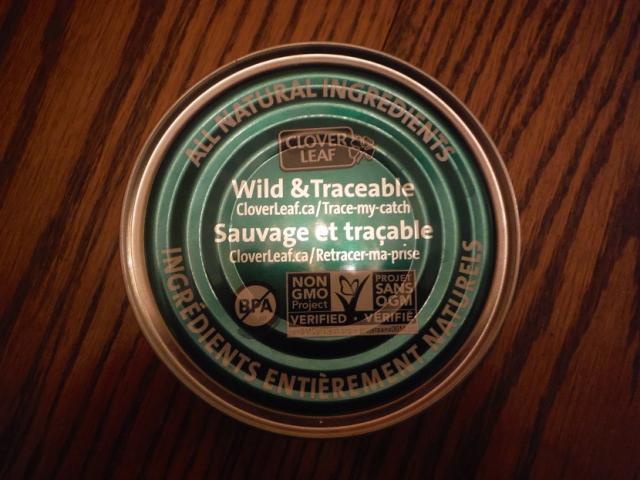 ALL NATURAL INGREDIENTS
CLOVER
LEAF
Wild & Traceable
CloverLeaf.ca/Trace-my-catch
Sauvage et traçable
CloverLeaf.ca/Retracer-ma-prise
BPA
NON
GMO
Project
PROJET
SANS
OGM
VERIFIED • VÉRIFIÉ
INGRÉDIENTS ENTIÈREMENT NATURELS